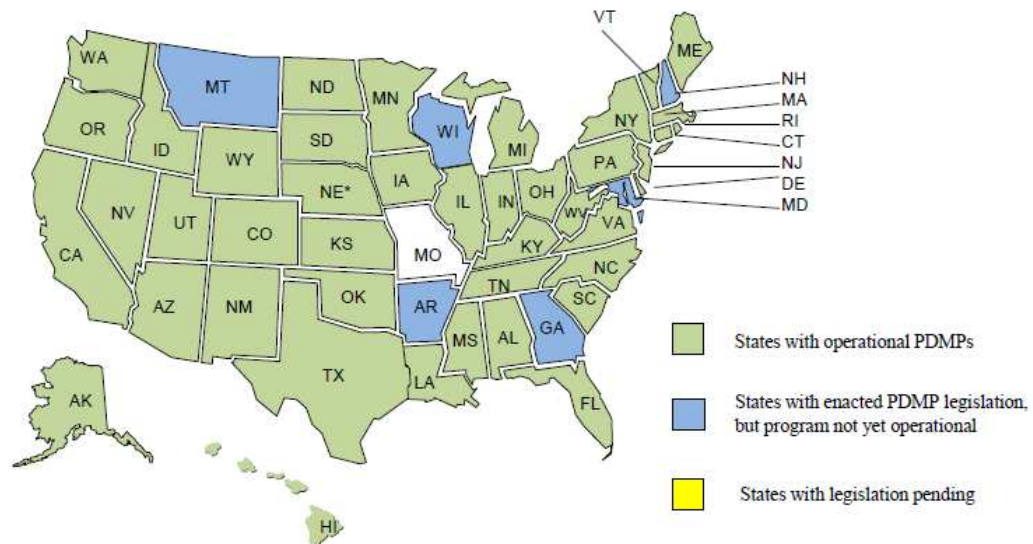 VT
ME
WA
NH
MT
ND
MN
MA
OR
NY
RI
WI
SD
CT
ID
MI
WY
PA
NJ
IA
NE*
OH
DE
IL
IN
MD
NV
WV
UT
VA
CO
KS
KY
MO
CA
NC
TN
OK
SC
AZ
NM
AR
GA
MS
AL
States with operational PDMPs
TX
LA
AK
FL
States with enacted PDMP legislation,
but program not yet operational
States with legislation pending
HI